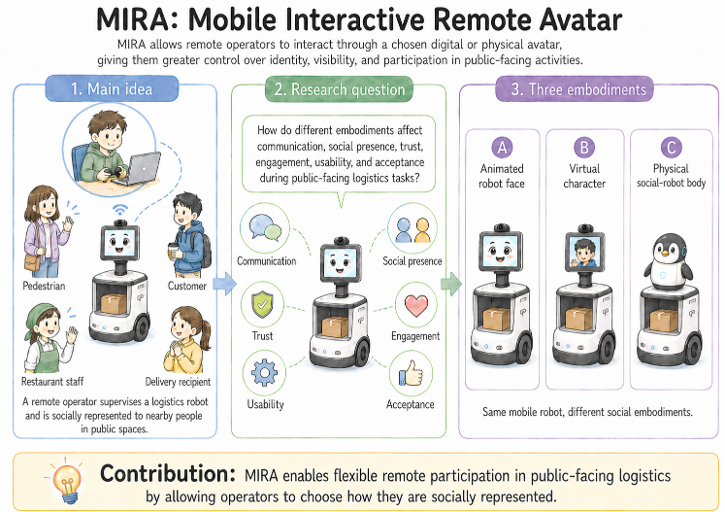 MIRA: Mobile Interactive Remote Avatar
MIRA allows remote operators to interact through a chosen digital or physical avatar,
giving them greater control over identity, visibility, and participation in public-facing activities.
1. Main idea
Pedestrian
Customer
Restaurant staff
Delivery recipient
A remote operator supervises a logistics robot
and is socially represented to nearby people
in public spaces.
2. Research question
How do different embodiments affect
communication, social presence, trust,
engagement, usability, and acceptance
during public-facing logistics tasks?
Communication
Social presence
Trust
Engagement
Usability
Acceptance
3. Three embodiments
A
Animated
robot face
B
Virtual
character
C
Physical
social-robot body
Same mobile robot, different social embodiments.
Contribution: MIRA enables flexible remote participation in public-facing logistics
by allowing operators to choose how they are socially represented.